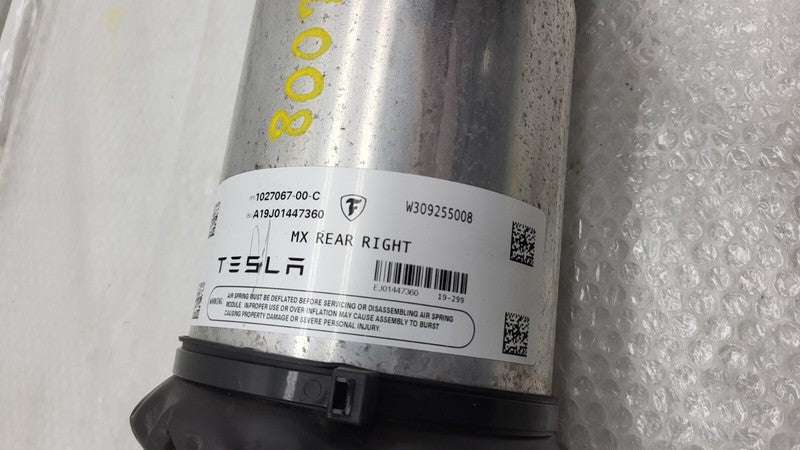 8007
(P)1027067-00-C
(S)A19J01447360
W309255008
MX REAR RIGHT
TESLA
EJ01447360 19-299
WARNING:
AIR SPRING MUST BE DEFLATED BEFORE SERVICING OR DISASSEMBLING AIR SPRING
MODULE. IMPROPER USE OR OVER-INFLATION MAY CAUSE ASSEMBLY TO BURST
CAUSING PROPERTY DAMAGE OR SEVERE PERSONAL INJURY.